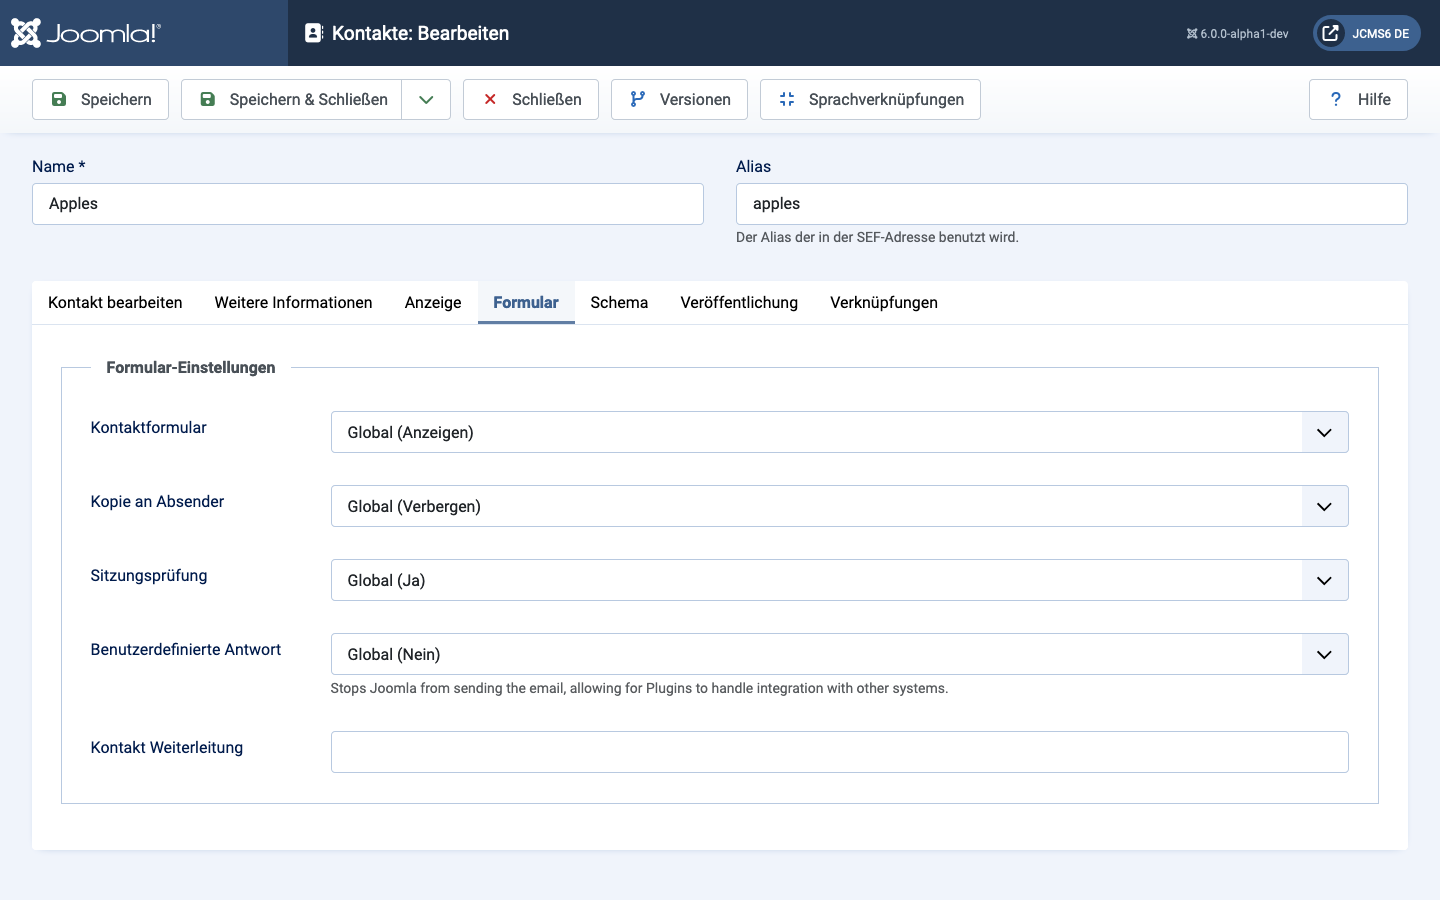 Joomla!® Kontakte: Bearbeiten 6.0.0-alpha1-dev JCMS6 DE
Speichern Speichern & Schließen Schließen Versionen Sprachverknüpfungen ? Hilfe
Name * Alias
Apples apples
Der Alias der in der SEF-Adresse benutzt wird.
Kontakt bearbeiten Weitere Informationen Anzeige Formular Schema Veröffentlichung Verknüpfungen
Formular-Einstellungen
Kontaktformular Global (Anzeigen)
Kopie an Absender Global (Verbergen)
Sitzungsprüfung Global (Ja)
Benutzerdefinierte Antwort Global (Nein)
Stops Joomla from sending the email, allowing for Plugins to handle integration with other systems.
Kontakt Weiterleitung